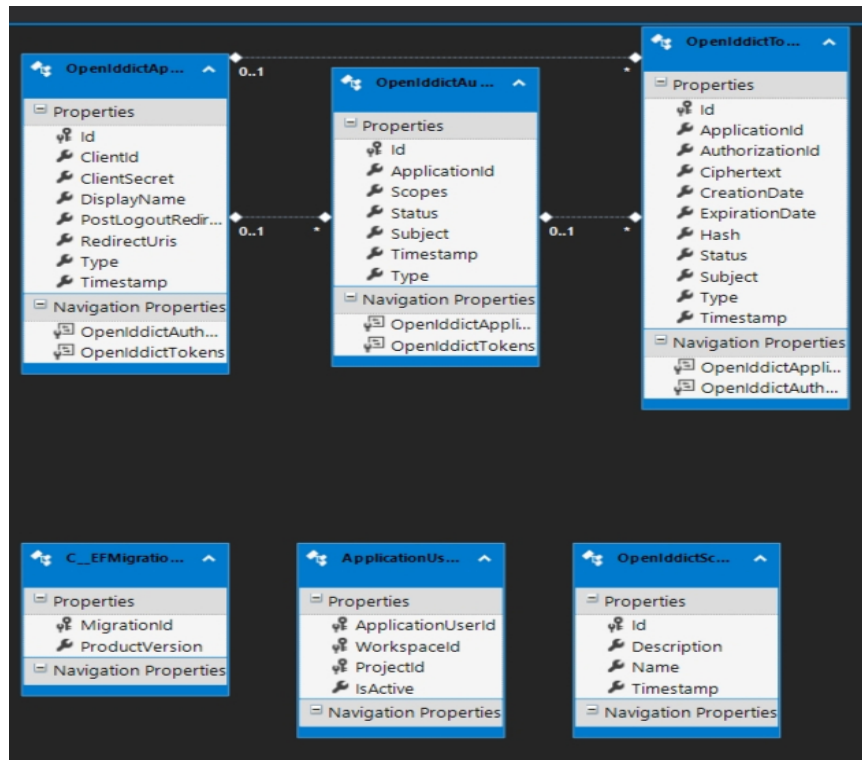 OpenIddictAp...
Properties
Id
ClientId
ClientSecret
DisplayName
PostLogoutRedir...
RedirectUris
Type
Timestamp
Navigation Properties
OpenIddictAuth...
OpenIddictTokens
0..1
*
0..1
*
OpenIddictAu...
Properties
Id
ApplicationId
Scopes
Status
Subject
Timestamp
Type
Navigation Properties
OpenIddictAppli...
OpenIddictTokens
0..1
*
OpenIddictTo...
Properties
Id
ApplicationId
AuthorizationId
Ciphertext
CreationDate
ExpirationDate
Hash
Status
Subject
Type
Timestamp
Navigation Properties
OpenIddictAppli...
OpenIddictAuth...
C__EFMigratio...
Properties
MigrationId
ProductVersion
Navigation Properties
ApplicationUs...
Properties
ApplicationUserId
WorkspaceId
ProjectId
IsActive
Navigation Properties
OpenIddictSc...
Properties
Id
Description
Name
Timestamp
Navigation Properties